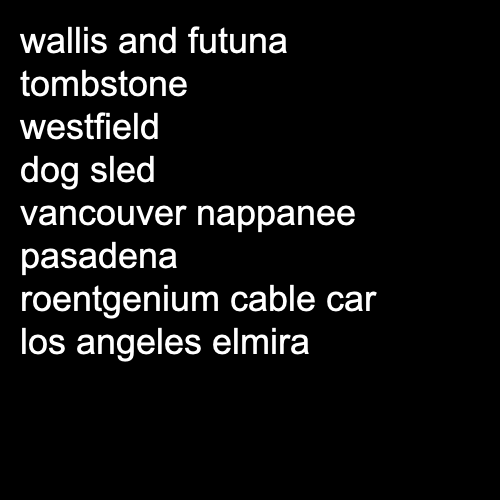 wallis and futuna
tombstone
westfield
dog sled
vancouver nappanee
pasadena
roentgenium cable car
los angeles elmira